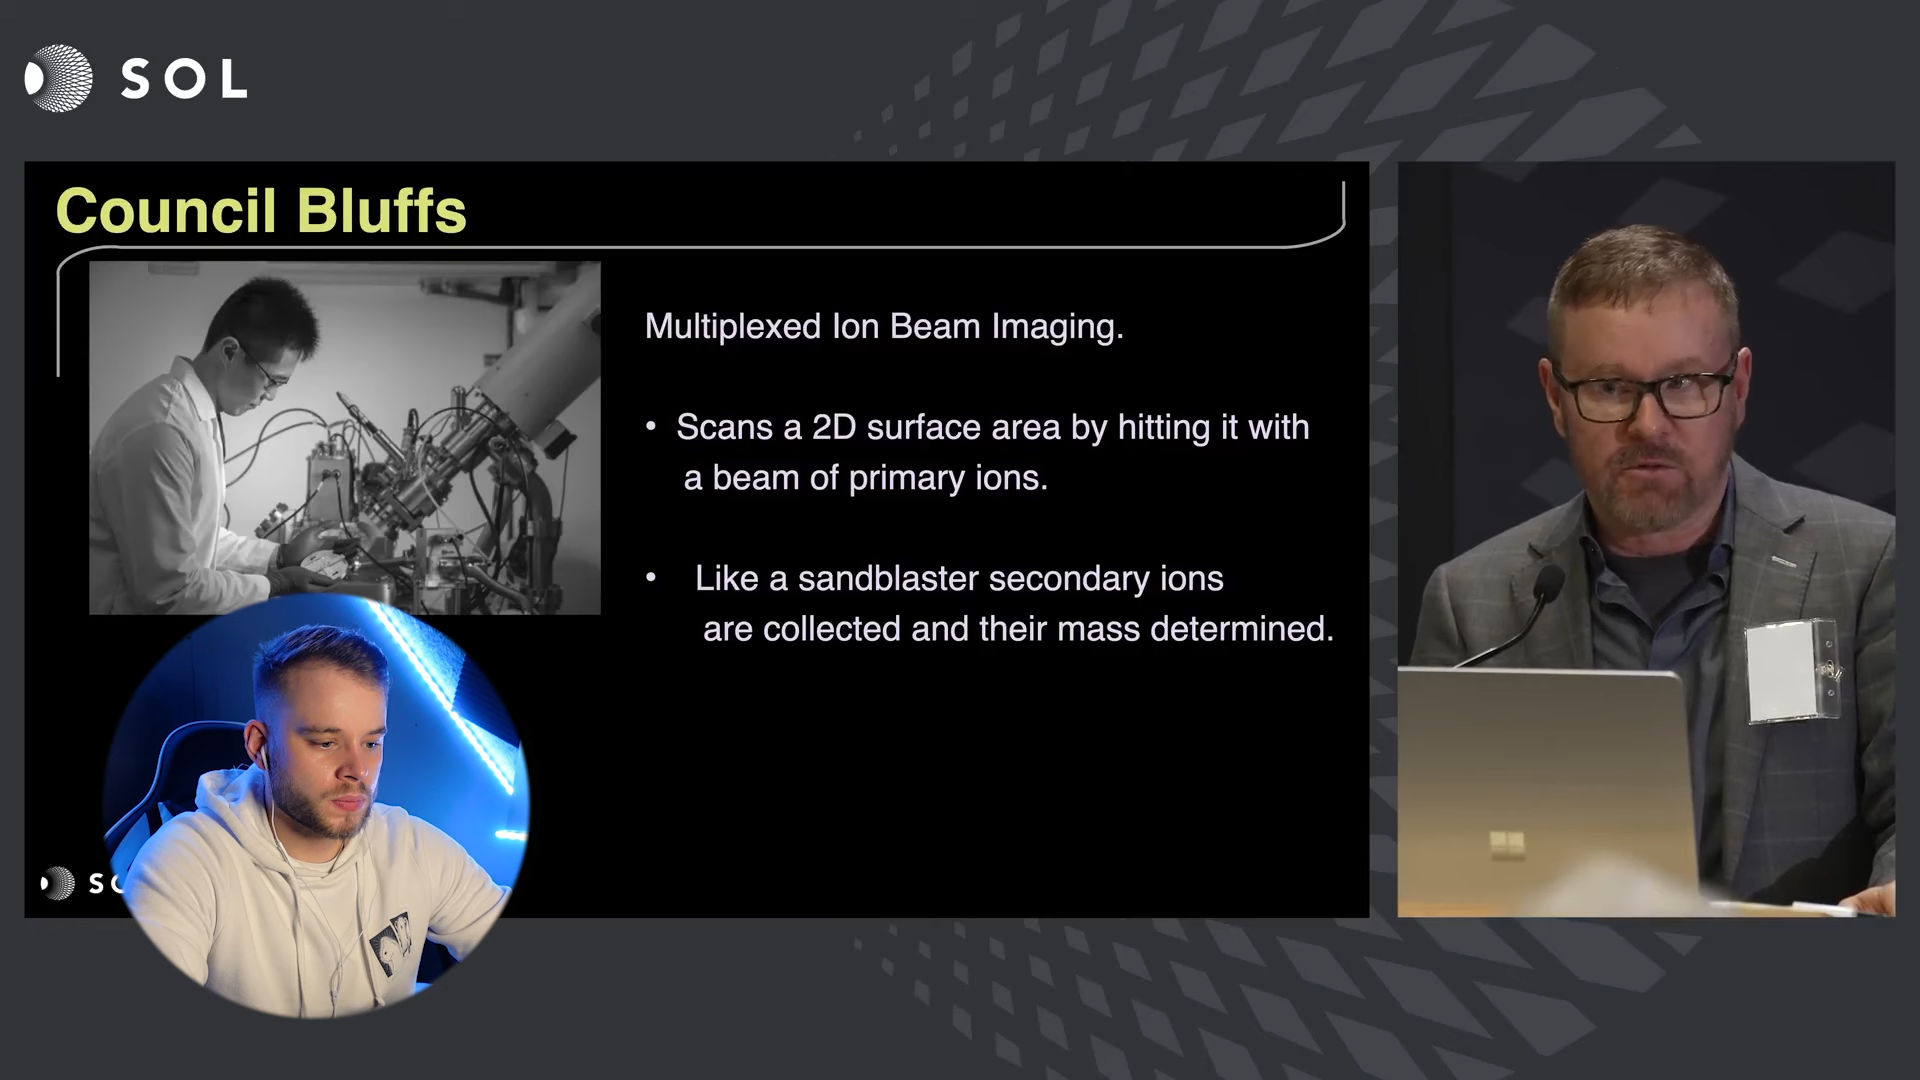 SOL
Council Bluffs
Multiplexed Ion Beam Imaging.
• Scans a 2D surface area by hitting it with
a beam of primary ions.
• Like a sandblaster secondary ions
are collected and their mass determined.